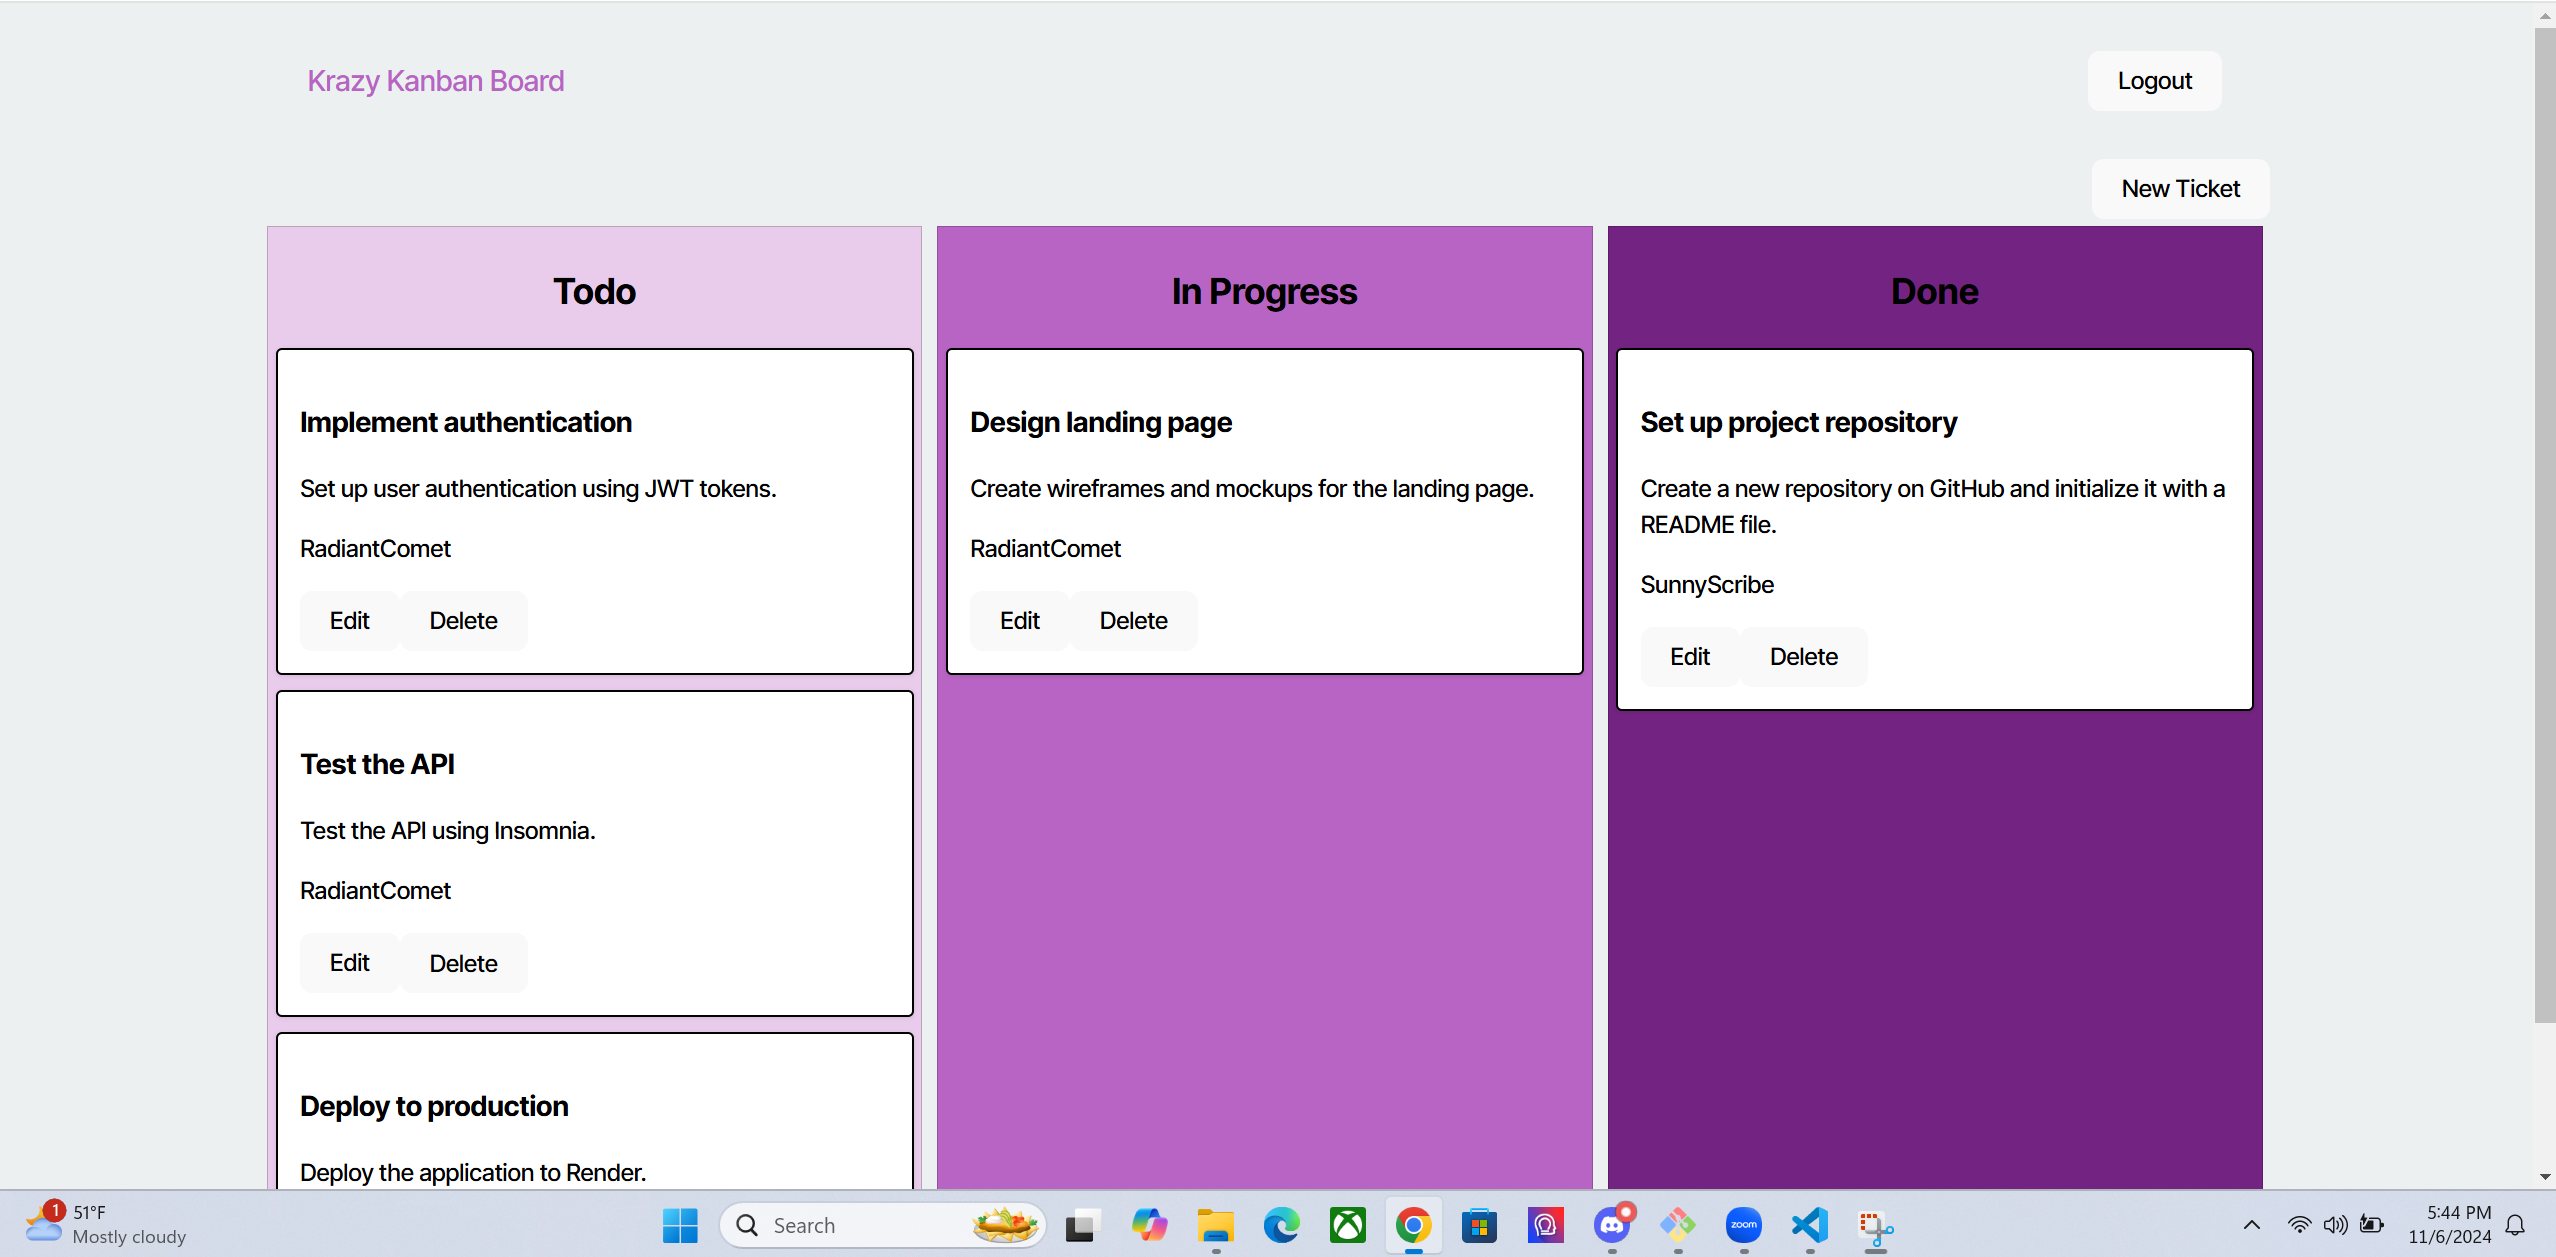 Krazy Kanban Board
Logout
New Ticket
Todo
Implement authentication
Set up user authentication using JWT tokens.
RadiantComet
Edit Delete
Test the API
Test the API using Insomnia.
RadiantComet
Edit Delete
Deploy to production
Deploy the application to Render.
In Progress
Design landing page
Create wireframes and mockups for the landing page.
RadiantComet
Edit Delete
Done
Set up project repository
Create a new repository on GitHub and initialize it with a
README file.
SunnyScribe
Edit Delete
1
51°F
Mostly cloudy
Search
zoom
5:44 PM
11/6/2024